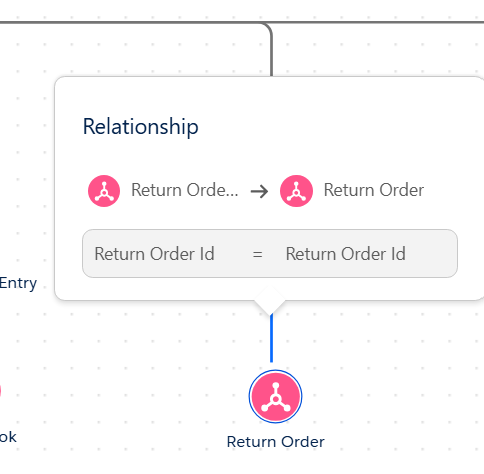 Relationship
Return Orde... → Return Order
Return Order Id = Return Order Id
Entry
ok
Return Order